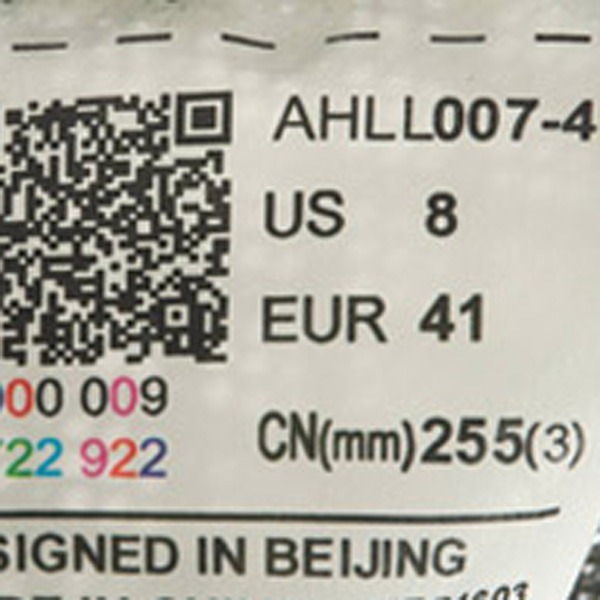 AHLL007-4
US 8
EUR 41
00 009
CN(mm)255(3)
22 922
SIGNED IN BEIJING